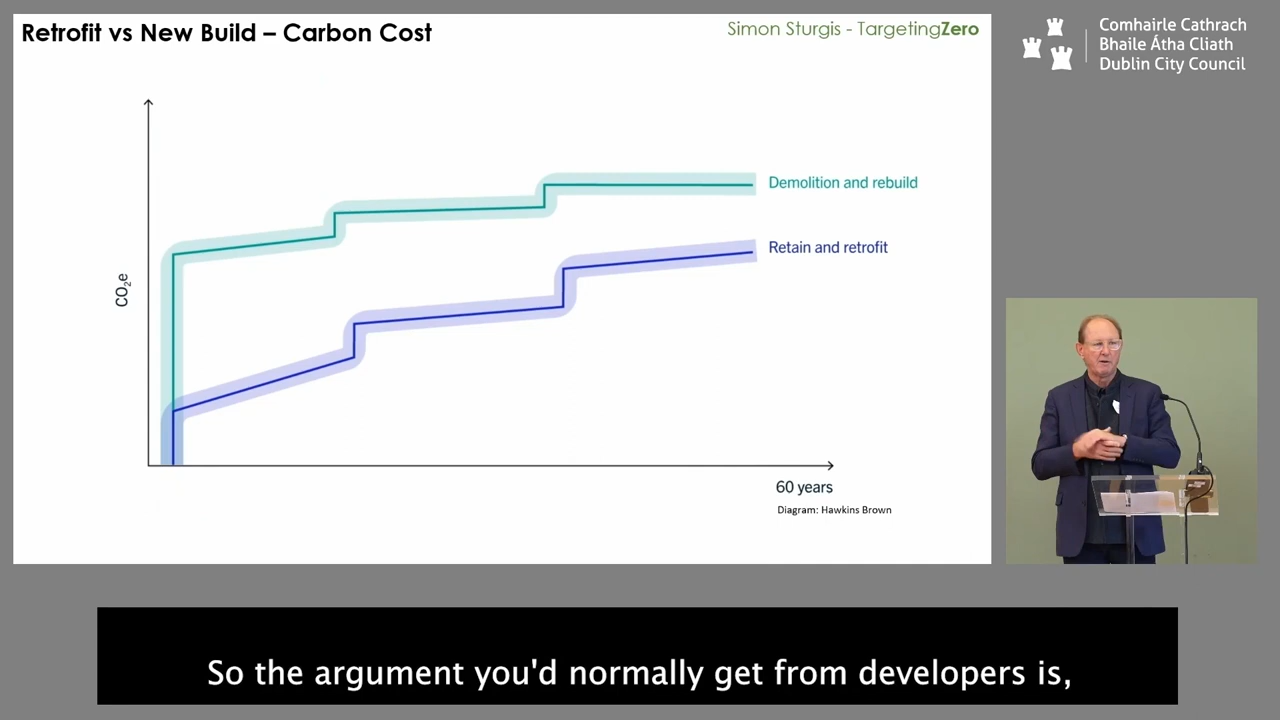 Retrofit vs New Build – Carbon Cost
Simon Sturgis - TargetingZero
Comhairle Cathrach
Bhaile Átha Cliath
Dublin City Council
Demolition and rebuild
Retain and retrofit
CO₂e
60 years
Diagram: Hawkins Brown
So the argument you'd normally get from developers is,